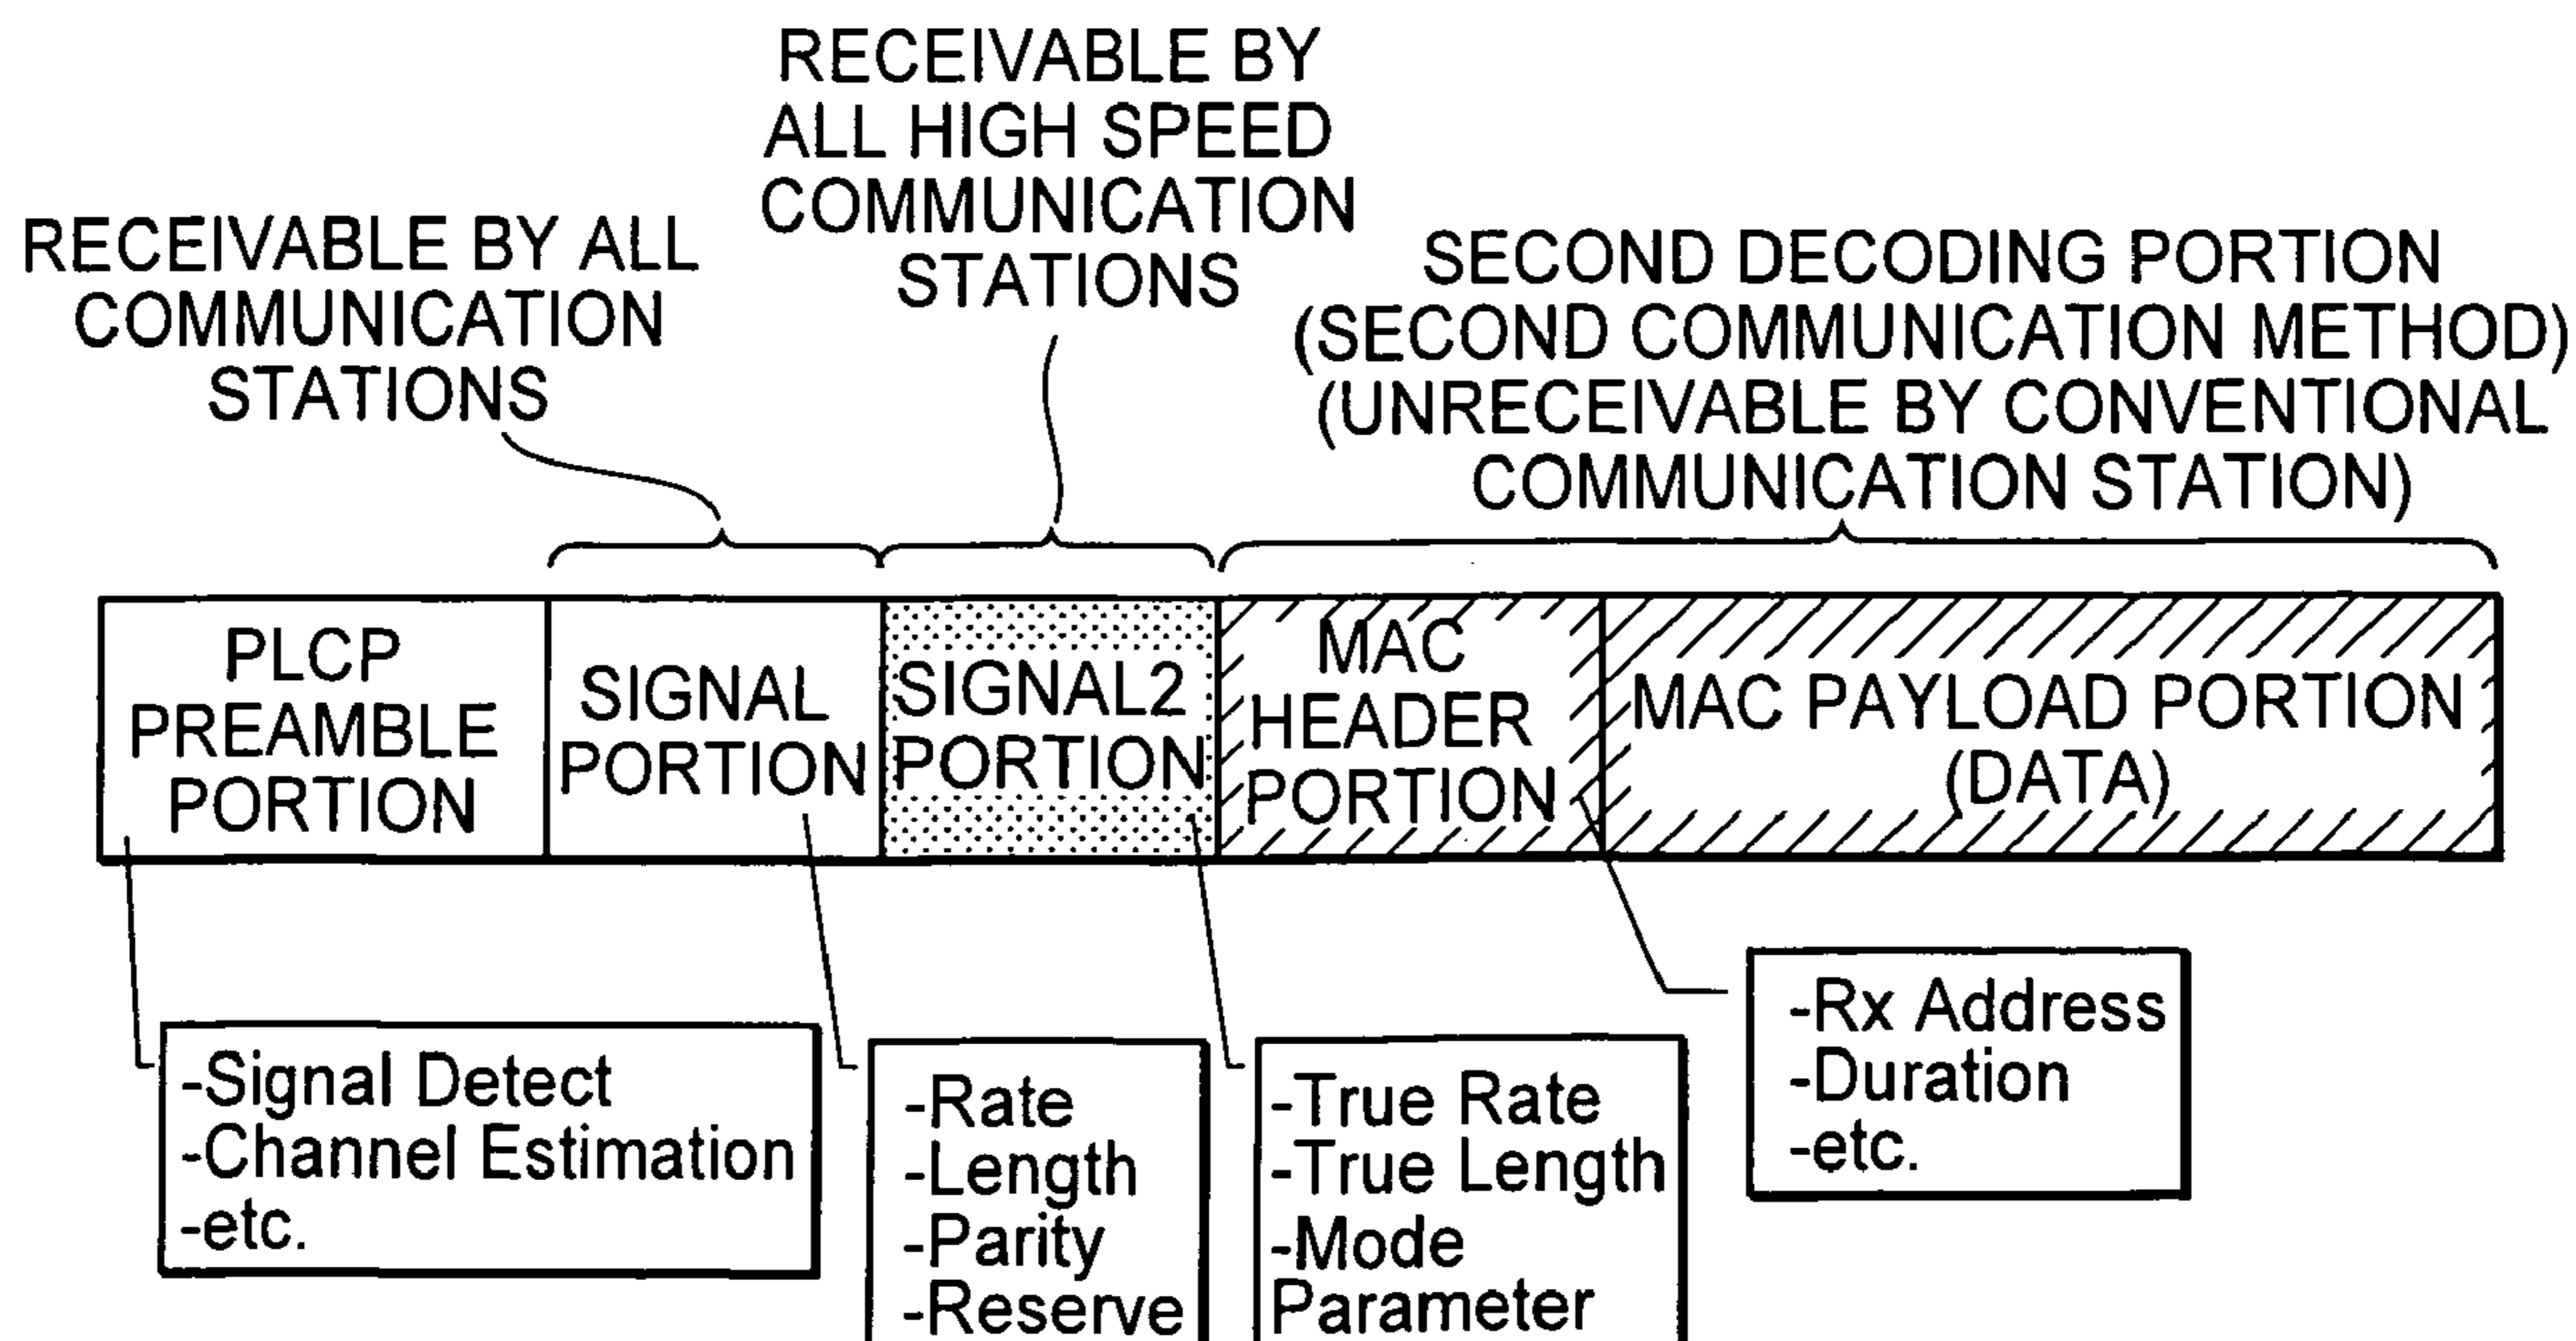 RECEIVABLE BY ALL
COMMUNICATION
STATIONS
RECEIVABLE BY
ALL HIGH SPEED
COMMUNICATION
STATIONS
SECOND DECODING PORTION
(SECOND COMMUNICATION METHOD)
(UNRECEIVABLE BY CONVENTIONAL
COMMUNICATION STATION)
PLCP
PREAMBLE
PORTION
SIGNAL
PORTION
SIGNAL2
PORTION
MAC
HEADER
PORTION
MAC PAYLOAD PORTION
(DATA)
-Signal Detect
-Channel Estimation
-etc.
-Rate
-Length
-Parity
-Reserve
-True Rate
-True Length
-Mode
Parameter
-Rx Address
-Duration
-etc.